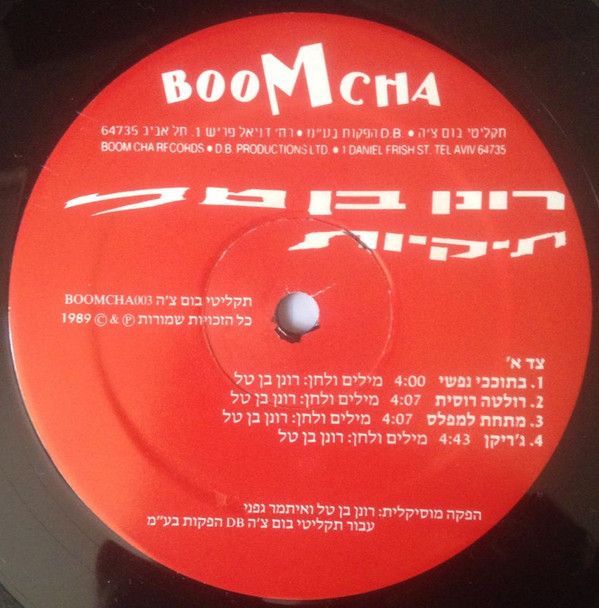 BOOMCHA
תקליטי בום צ'ה • D.B. הפקות בע"מ • רח' דניאל פריש 1. תל אביב 64735
BOOM CHA RECORDS • D.B. PRODUCTIONS LTD. • 1 DANIEL FRISH ST. TEL AVIV 64735
רונן בן טל
תיקיות
תקליטי בום צ'ה BOOMCHA003
כל הזכויות שמורות Ⓟ & © 1989
צד א'
1. בתוככי נפשי 4:00 מילים ולחן: רונן בן טל
2. רולטה רוסית 4:07 מילים ולחן: רונן בן טל
3. מתחת למפלס 4:07 מילים ולחן: רונן בן טל
4. ג'ריקן 4:43 מילים ולחן: רונן בן טל
הפקה מוסיקלית: רונן בן טל ואיתמר גפני
עבור תקליטי בום צ'ה DB הפקות בע"מ